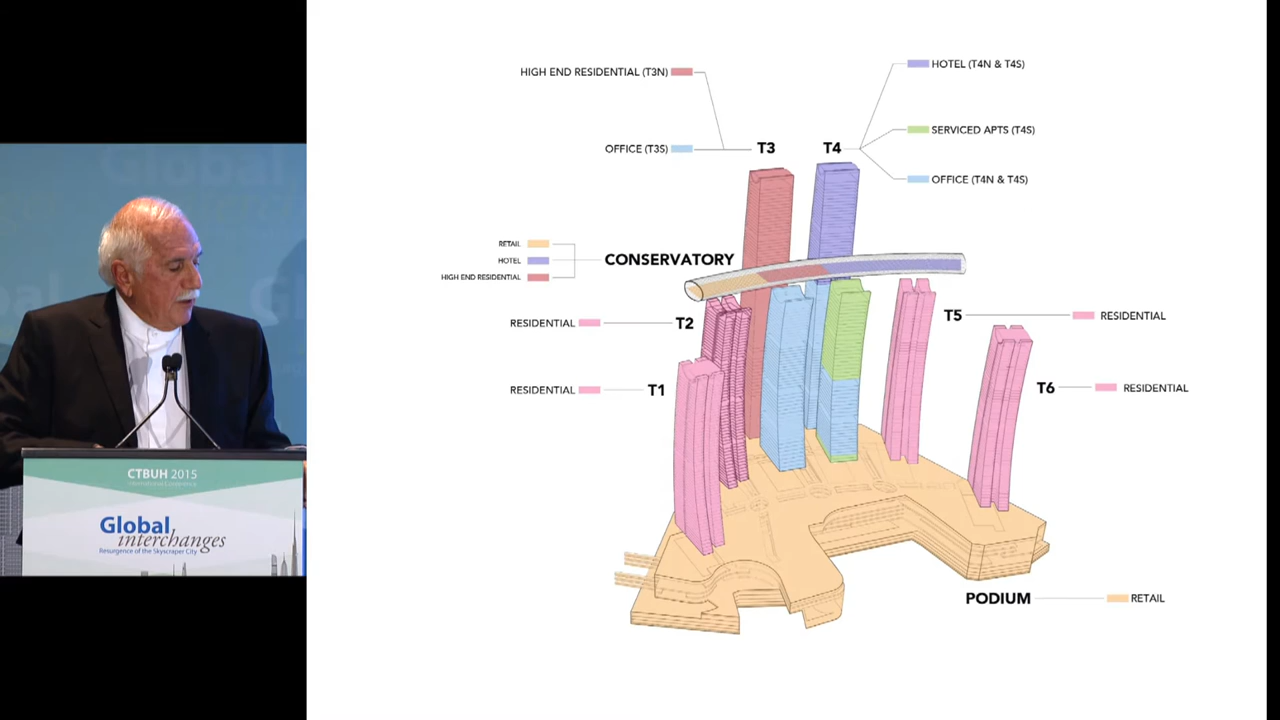 HIGH END RESIDENTIAL (T3N)
HOTEL (T4N & T4S)
SERVICED APTS (T4S)
OFFICE (T3S)
T3
T4
OFFICE (T4N & T4S)
RETAIL
HOTEL
HIGH END RESIDENTIAL
CONSERVATORY
RESIDENTIAL
T2
T5
RESIDENTIAL
RESIDENTIAL
T1
T6
RESIDENTIAL
PODIUM
RETAIL
CTBUH 2015
International Conference
Global
interchanges
Resurgence of the Skyscraper City